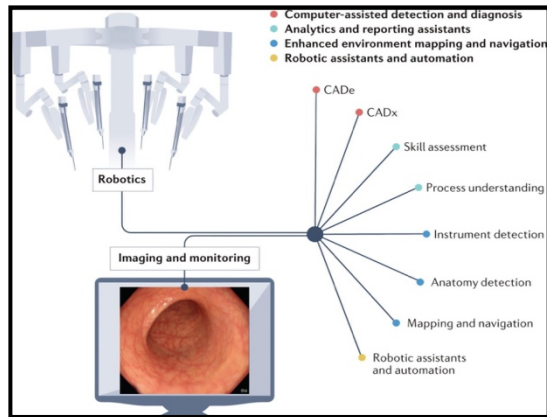 Computer-assisted detection and diagnosis
Analytics and reporting assistants
Enhanced environment mapping and navigation
Robotic assistants and automation
CADe
CADx
Skill assessment
Robotics
Process understanding
Instrument detection
Imaging and monitoring
Anatomy detection
Mapping and navigation
Robotic assistants
and automation